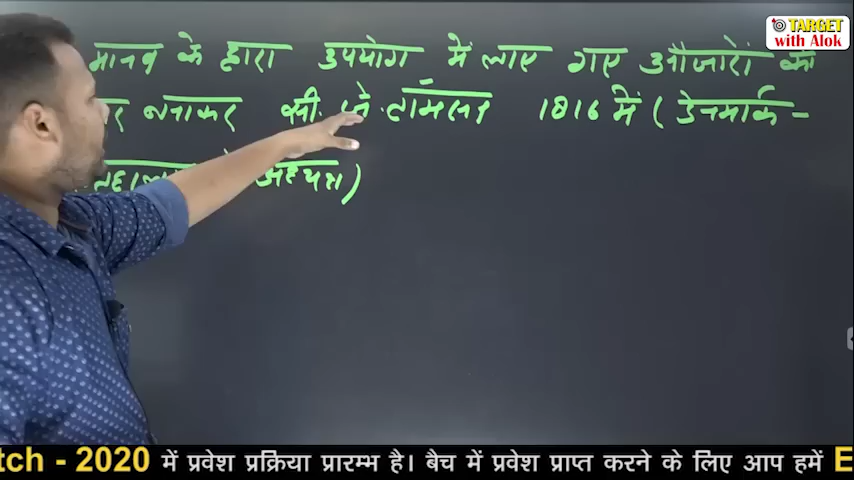 TARGET
with Alok
मानव के द्वारा उपयोग में लाए गए औजारों को
बनाकर सी. जे. टॉमसन 1816 में ( डेनमार्क -
अध्यक्ष )
tch - 2020 में प्रवेश प्रक्रिया प्रारम्भ है। बैच में प्रवेश प्राप्त करने के लिए आप हमें E